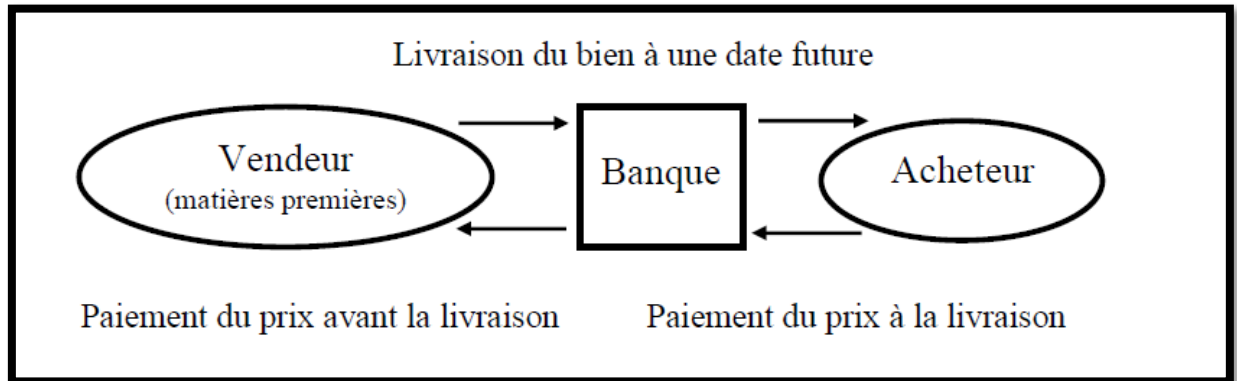 Livraison du bien à une date future
Vendeur
(matières premières)
Banque
Acheteur
Paiement du prix avant la livraison
Paiement du prix à la livraison